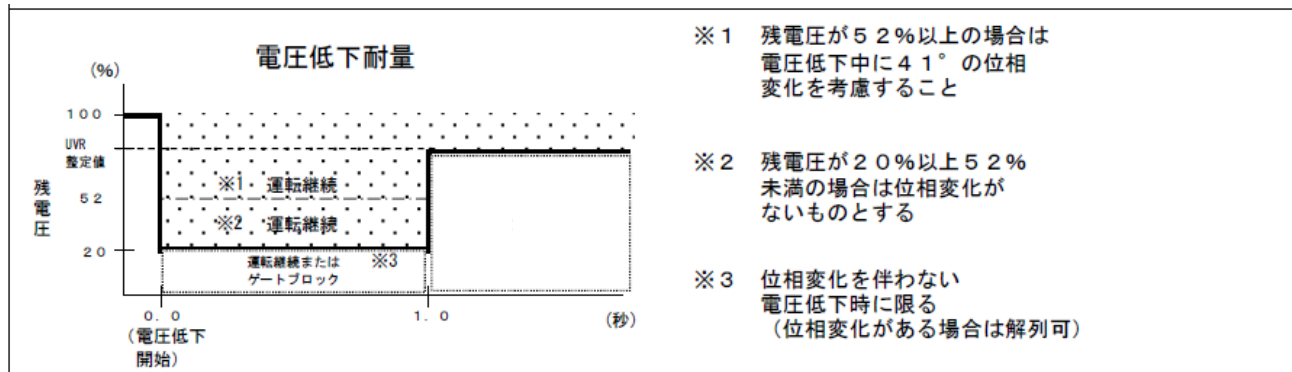 電圧低下耐量
(%)
100
UVR
整定値
残電圧
52
20
※1 運転継続
※2 運転継続
運転継続または ※3
ゲートブロック
0.0
1.0
(秒)
(電圧低下
開始)
※1 残電圧が52%以上の場合は
電圧低下中に41°の位相
変化を考慮すること
※2 残電圧が20%以上52%
未満の場合は位相変化が
ないものとする
※3 位相変化を伴わない
電圧低下時に限る
(位相変化がある場合は解列可)